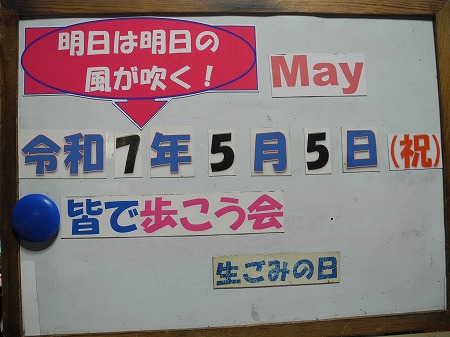 明日は明日の
風が吹く!
May
令和7年5月5日(祝)
皆で歩こう会
生ごみの日